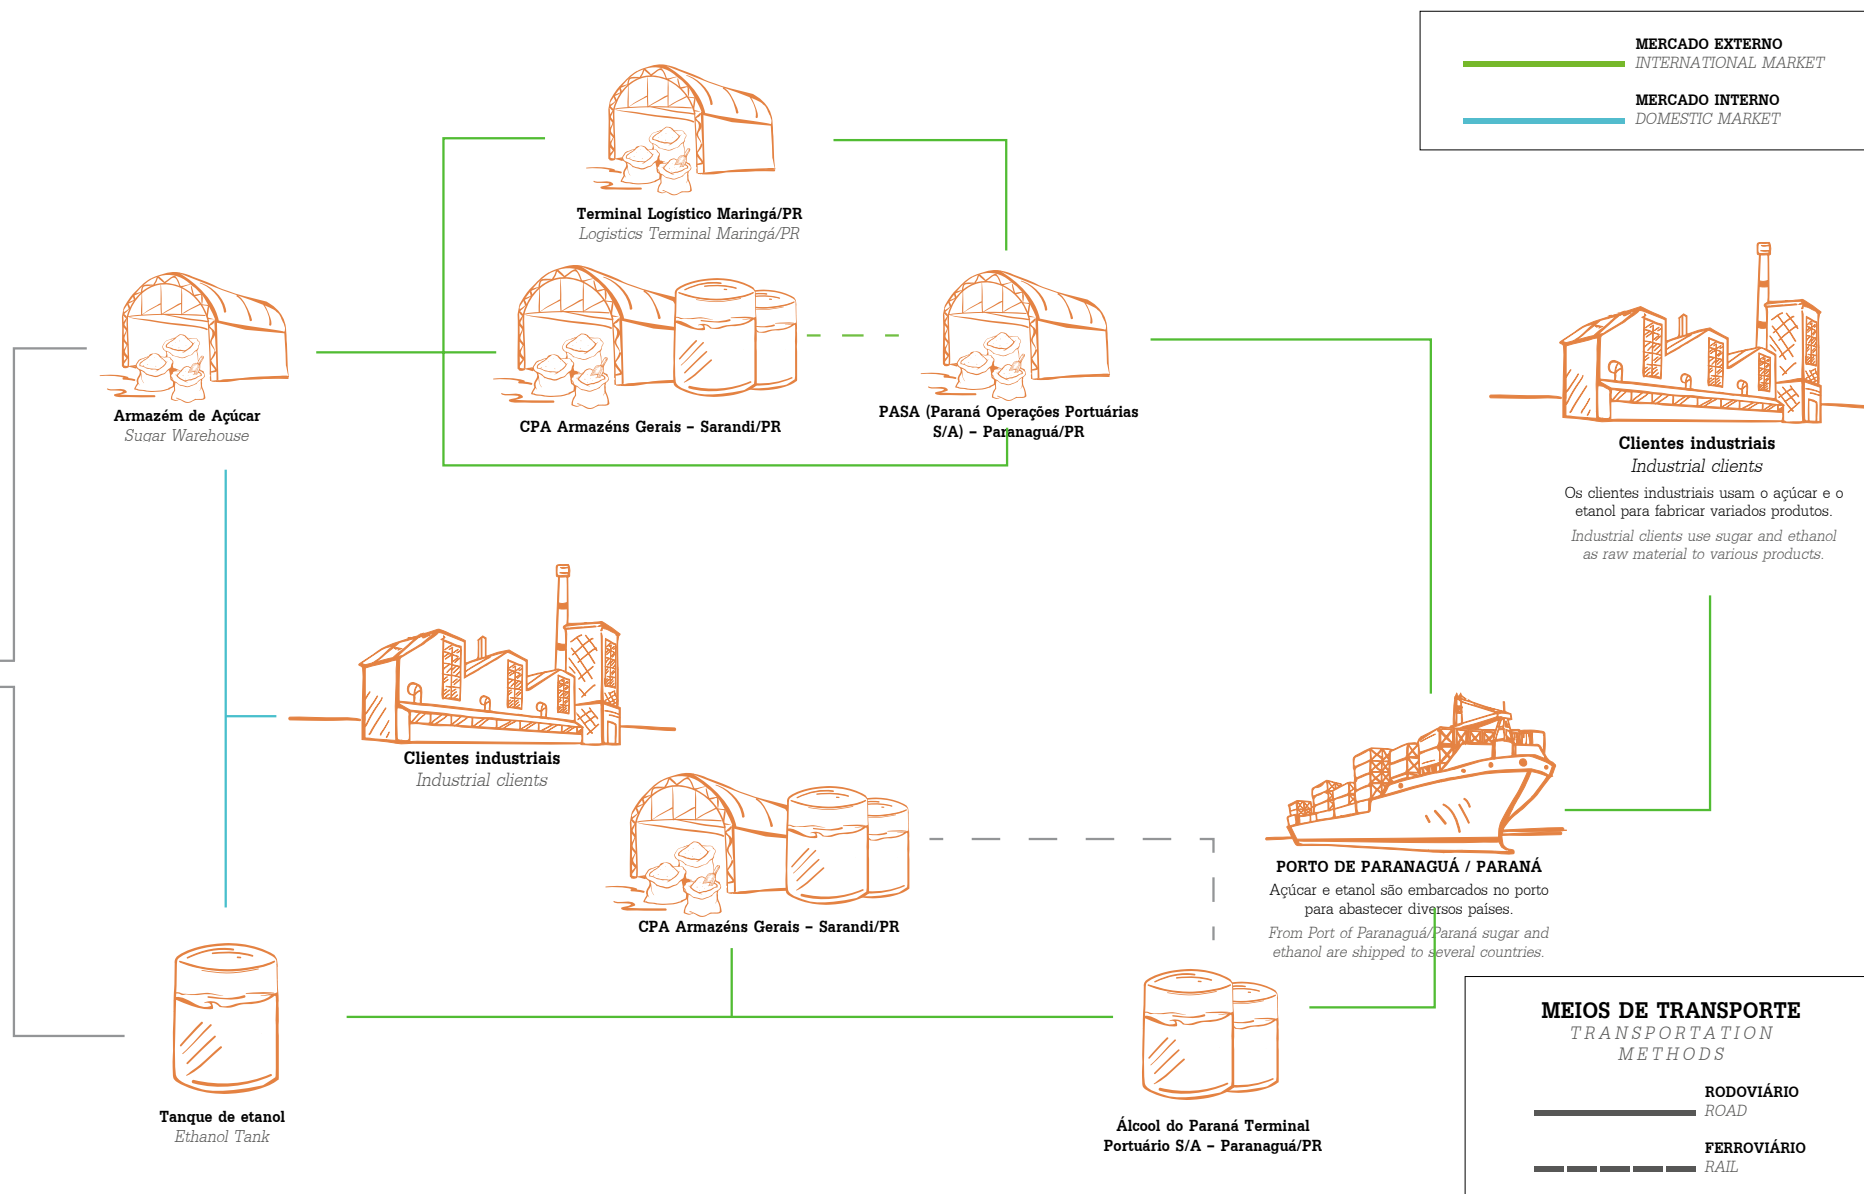 MERCADO EXTERNO
INTERNATIONAL MARKET
MERCADO INTERNO
DOMESTIC MARKET
Terminal Logístico Maringá/PR
Logistics Terminal Maringá/PR
Armazém de Açúcar
Sugar Warehouse
CPA Armazéns Gerais – Sarandi/PR
PASA (Paraná Operações Portuárias
S/A) – Paranaguá/PR
Clientes industriais
Industrial clients
Os clientes industriais usam o açúcar e o
etanol para fabricar variados produtos.
Industrial clients use sugar and ethanol
as raw material to various products.
Clientes industriais
Industrial clients
CPA Armazéns Gerais – Sarandi/PR
PORTO DE PARANAGUÁ / PARANÁ
Açúcar e etanol são embarcados no porto
para abastecer diversos países.
From Port of Paranaguá/Paraná sugar and
ethanol are shipped to several countries.
Tanque de etanol
Ethanol Tank
Álcool do Paraná Terminal
Portuário S/A – Paranaguá/PR
MEIOS DE TRANSPORTE
TRANSPORTATION
METHODS
RODOVIÁRIO
ROAD
FERROVIÁRIO
RAIL